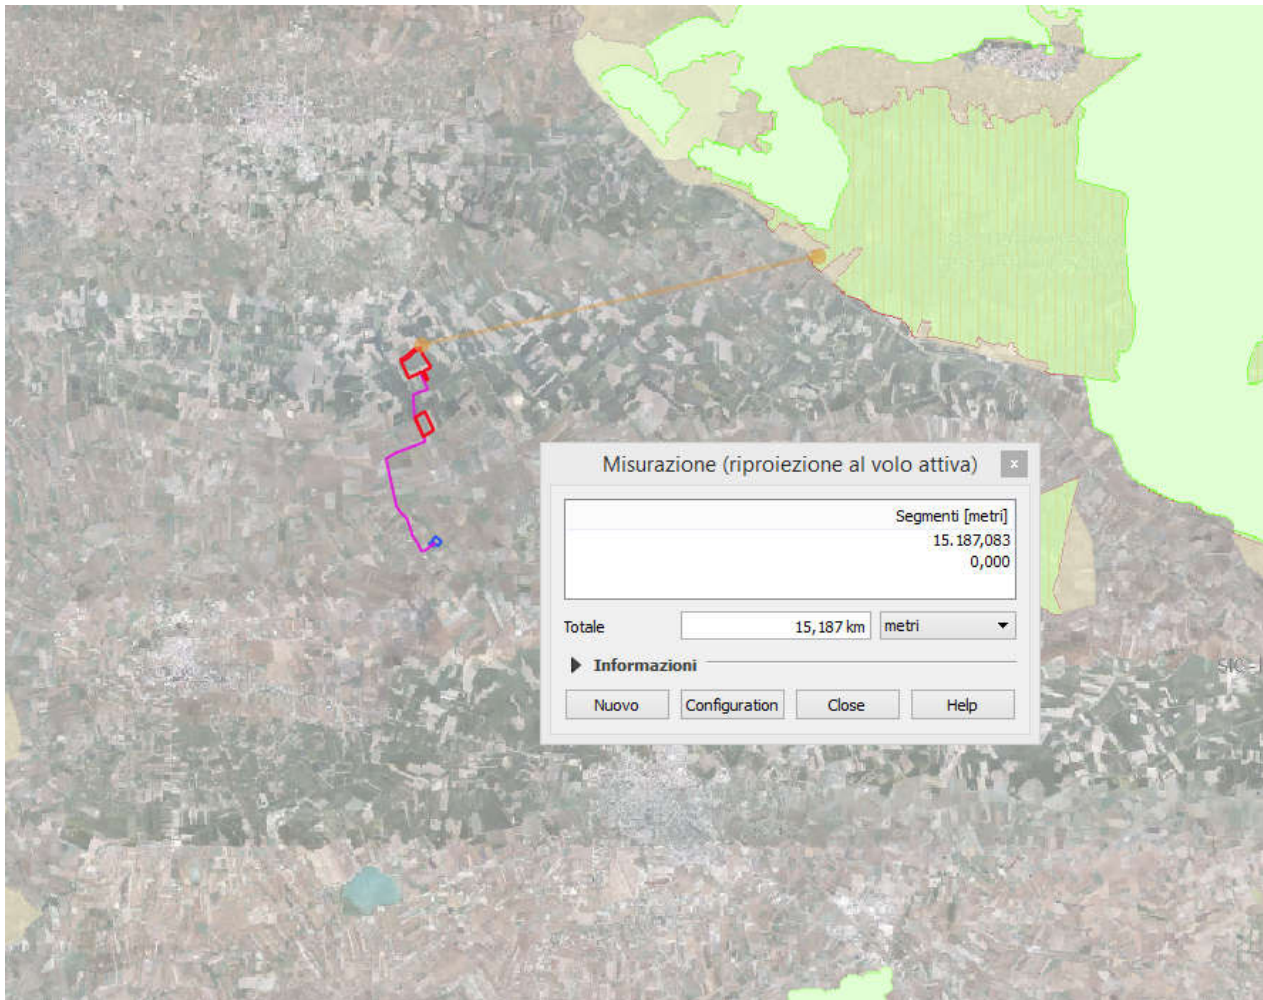 Misurazione (riproiezione al volo attiva)
x
Segmenti [metri]
15.187,083
0,000
Totale
15,187 km
metri
Informazioni
Nuovo
Configuration
Close
Help